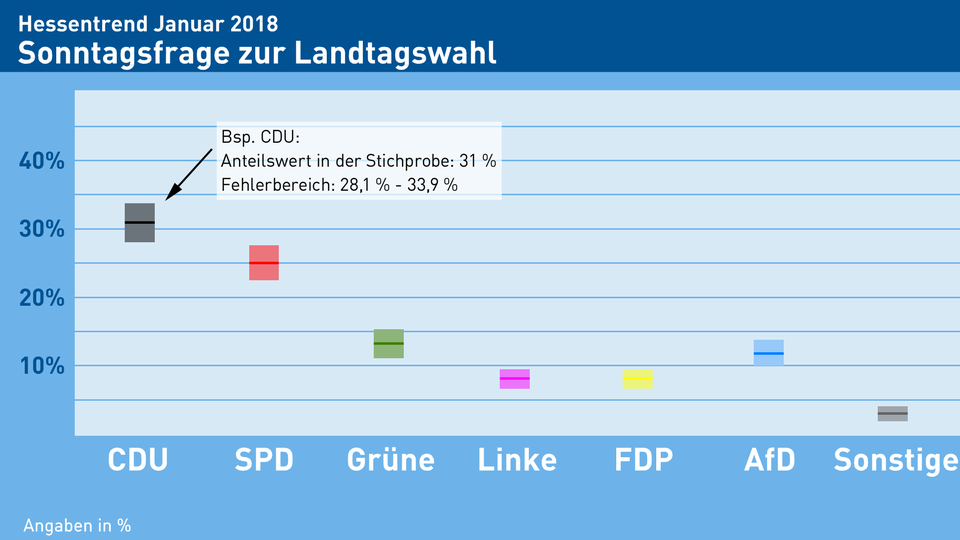 Hessentrend Januar 2018
Sonntagsfrage zur Landtagswahl
Bsp. CDU:
Anteilswert in der Stichprobe: 31 %
Fehlerbereich: 28,1 % - 33,9 %
40%
30%
20%
10%
CDU SPD Grüne Linke FDP AfD Sonstige
Angaben in %